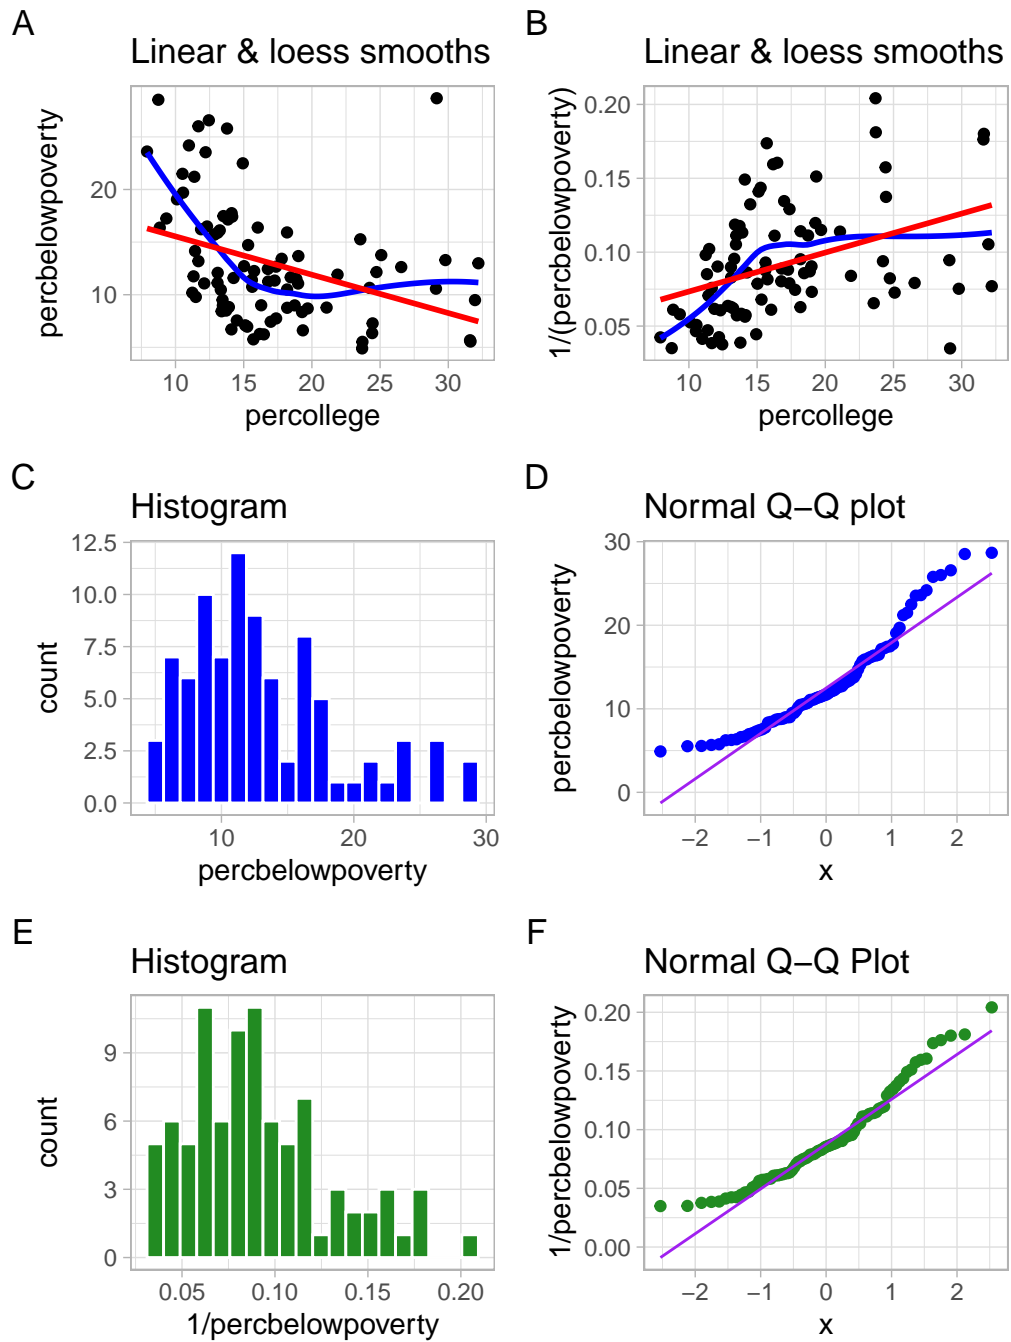 A
Linear & loess smooths
percbelowpoverty
20
10
10 15 20 25 30
percollege
B
Linear & loess smooths
1/(percbelowpoverty)
0.20
0.15
0.10
0.05
10 15 20 25 30
percollege
C
Histogram
count
12.5
10.0
7.5
5.0
2.5
0.0
10 20 30
percbelowpoverty
D
Normal Q−Q plot
percbelowpoverty
30
20
10
0
−2 −1 0 1 2
x
E
Histogram
count
9
6
3
0
0.05 0.10 0.15 0.20
1/percbelowpoverty
F
Normal Q−Q Plot
1/percbelowpoverty
0.20
0.15
0.10
0.05
0.00
−2 −1 0 1 2
x